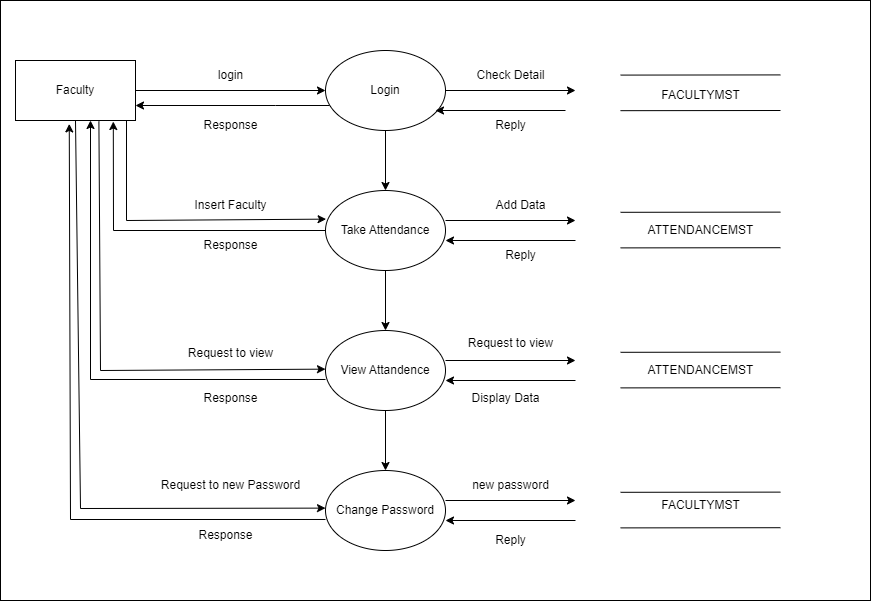 login
Check Detail
Faculty
Login
FACULTYMST
Response
Reply
Insert Faculty
Add Data
Take Attendance
ATTENDANCEMST
Response
Reply
Request to view
Request to view
View Attandence
ATTENDANCEMST
Response
Display Data
Request to new Password
new password
Change Password
FACULTYMST
Response
Reply